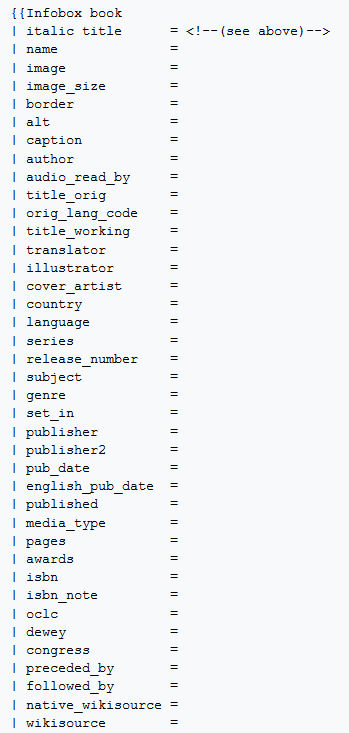 {{Infobox book
| italic title      = <!--(see above)-->
| name              =
| image             =
| image_size        =
| border            =
| alt               =
| caption           =
| author            =
| audio_read_by     =
| title_orig        =
| orig_lang_code    =
| title_working     =
| translator        =
| illustrator       =
| cover_artist      =
| country           =
| language          =
| series            =
| release_number    =
| subject           =
| genre             =
| set_in            =
| publisher         =
| publisher2        =
| pub_date          =
| english_pub_date  =
| published         =
| media_type        =
| pages             =
| awards            =
| isbn              =
| isbn_note         =
| oclc              =
| dewey             =
| congress          =
| preceded_by       =
| followed_by       =
| native_wikisource =
| wikisource        =